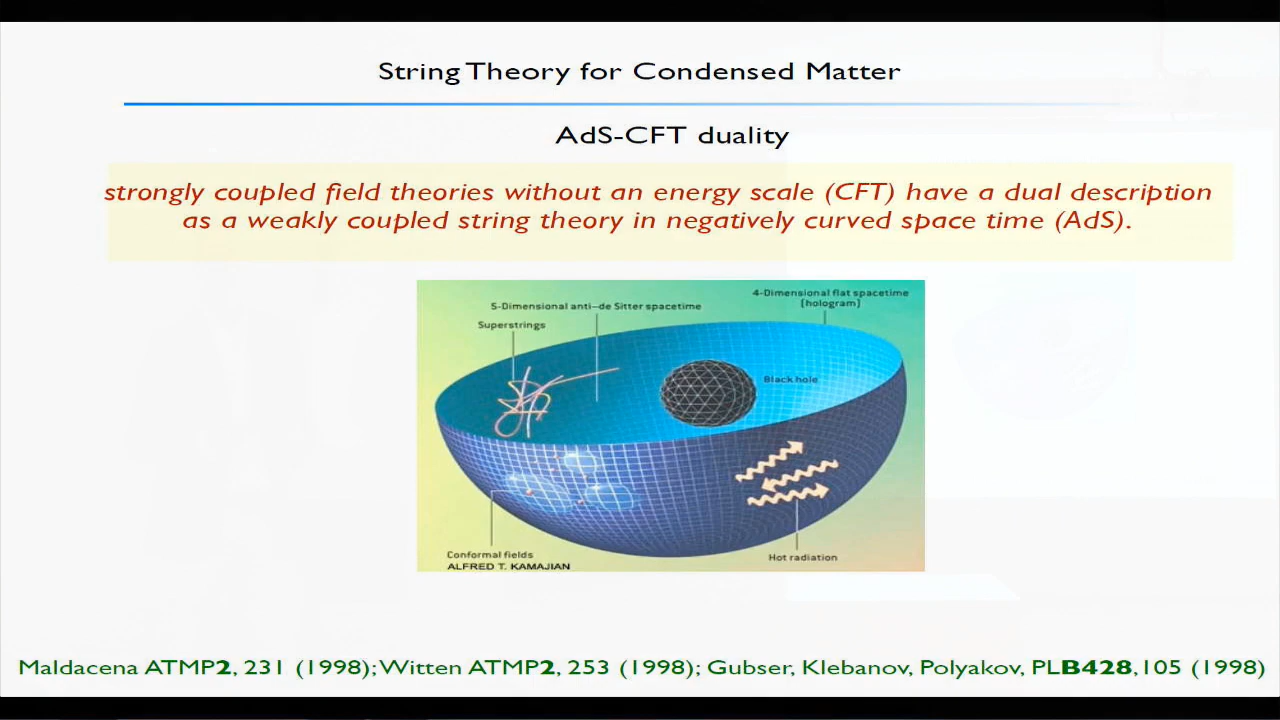 String Theory for Condensed Matter
AdS-CFT duality
strongly coupled field theories without an energy scale (CFT) have a dual description
as a weakly coupled string theory in negatively curved space time (AdS).
4-Dimensional flat spacetime
(hologram)
5-Dimensional anti-de Sitter spacetime
Superstrings
Black hole
Conformal fields
Hot radiation
ALFRED T. KAMAJIAN
Maldacena ATMP2, 231 (1998); Witten ATMP2, 253 (1998); Gubser, Klebanov, Polyakov, PLB428,105 (1998)